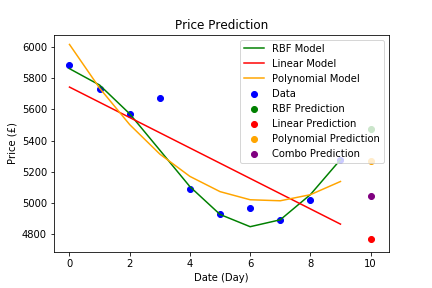 Price Prediction
6000
5800
5600
5400
5200
5000
4800
Price (£)
RBF Model
Linear Model
Polynomial Model
Data
RBF Prediction
Linear Prediction
Polynomial Prediction
Combo Prediction
0 2 4 6 8 10
Date (Day)